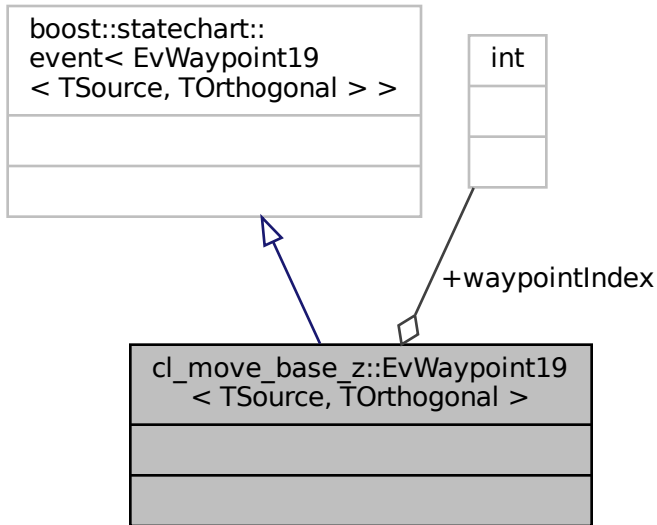 boost::statechart::
event< EvWaypoint19
< TSource, TOrthogonal > >
int
+waypointIndex
cl_move_base_z::EvWaypoint19
< TSource, TOrthogonal >